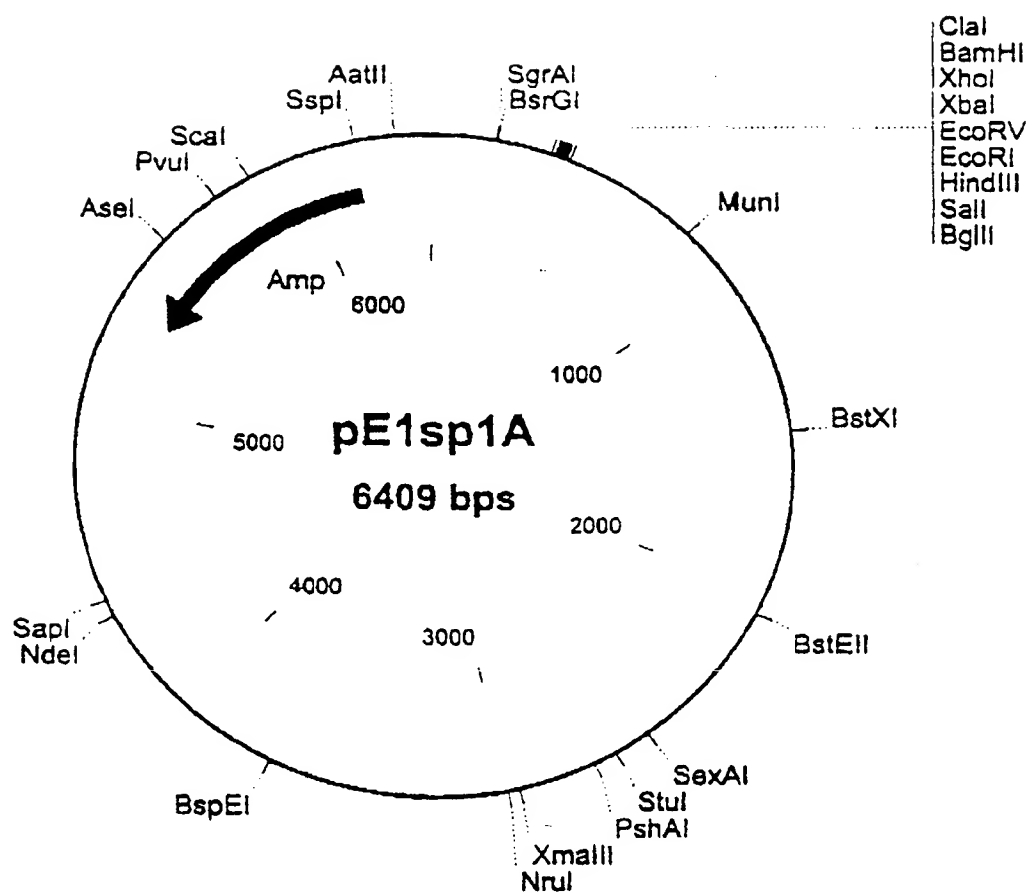 ClaI
BamHI
XhoI
XbaI
EcoRV
EcoRI
HindIII
SalI
BglII
AatII
SspI
SgrAI
BsrGI
ScaI
PvuI
AseI
MunI
Amp
6000
1000
BstXI
5000
pE1sp1A
6409 bps
2000
4000
3000
SapI
NdeI
BstEII
BspEI
SexAI
StuI
PshAI
XmaIII
NruI